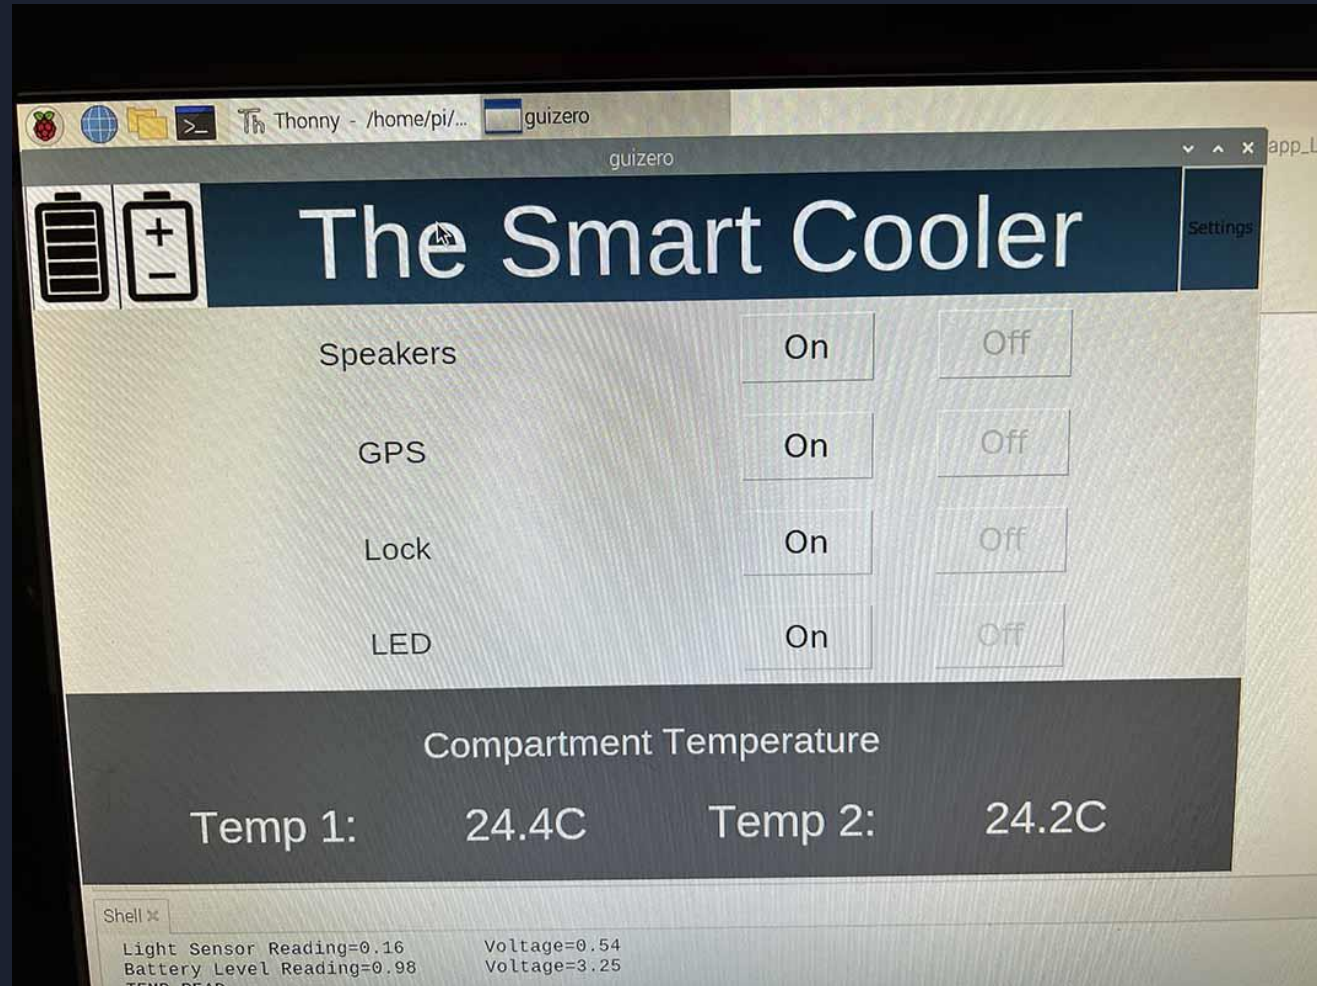 Thonny - /home/pi/... guizero
guizero
app_L
The Smart Cooler Settings
Speakers On Off
GPS On Off
Lock On Off
LED On Off
Compartment Temperature
Temp 1: 24.4C Temp 2: 24.2C
Shell
Light Sensor Reading=0.16 Voltage=0.54
Battery Level Reading=0.98 Voltage=3.25
TEMP READ